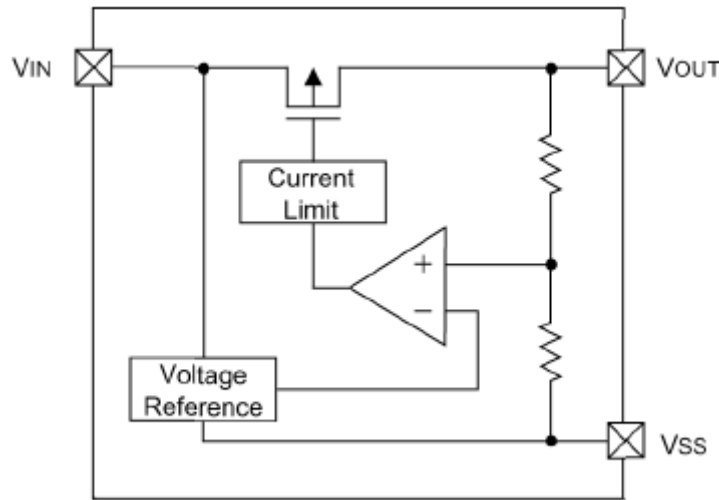 VIN
VOUT
Current
Limit
+
−
Voltage
Reference
VSS